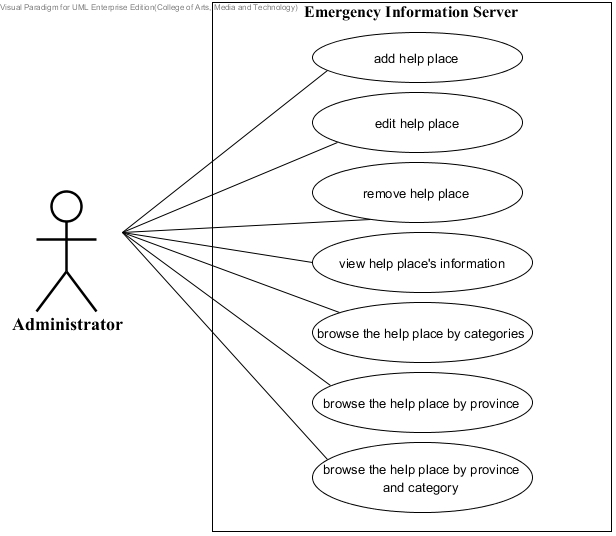 Visual Paradigm for UML Enterprise Edition(College of Arts, Media and Technology)
Emergency Information Server
add help place
edit help place
remove help place
view help place's information
browse the help place by categories
browse the help place by province
browse the help place by province
and category
Administrator